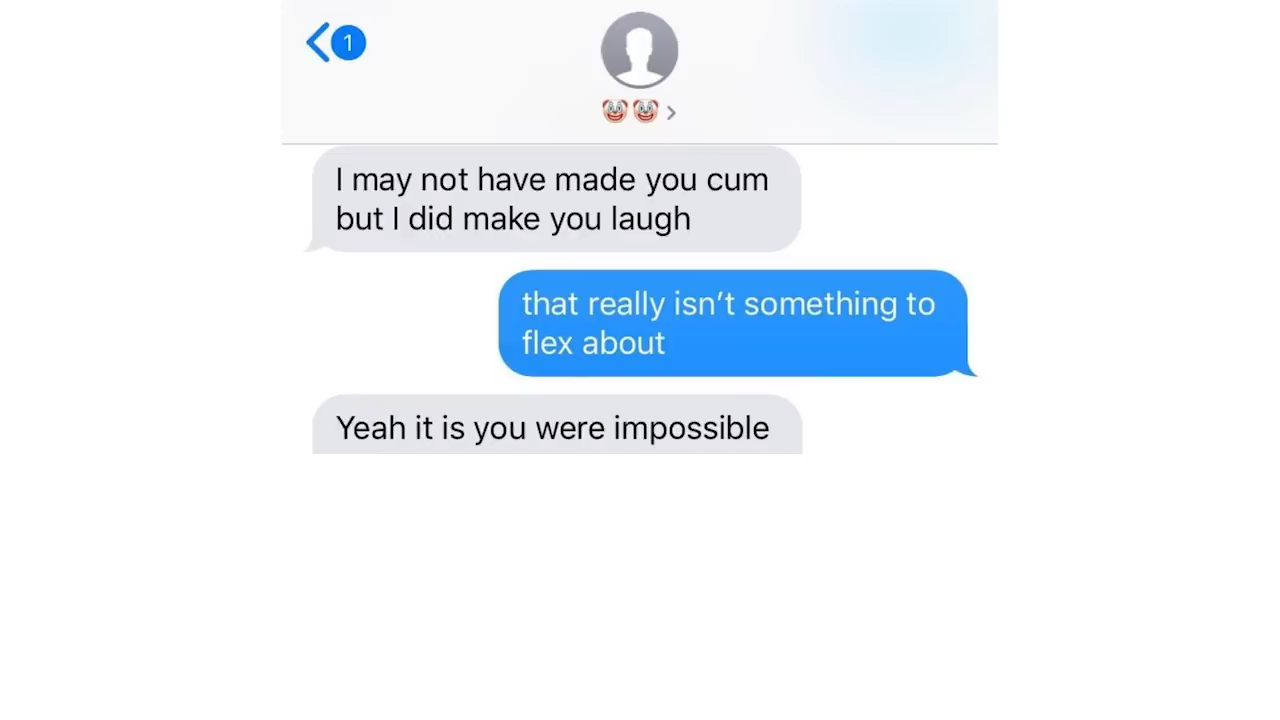 1
I may not have made you cum
but I did make you laugh
that really isn’t something to
flex about
Yeah it is you were impossible